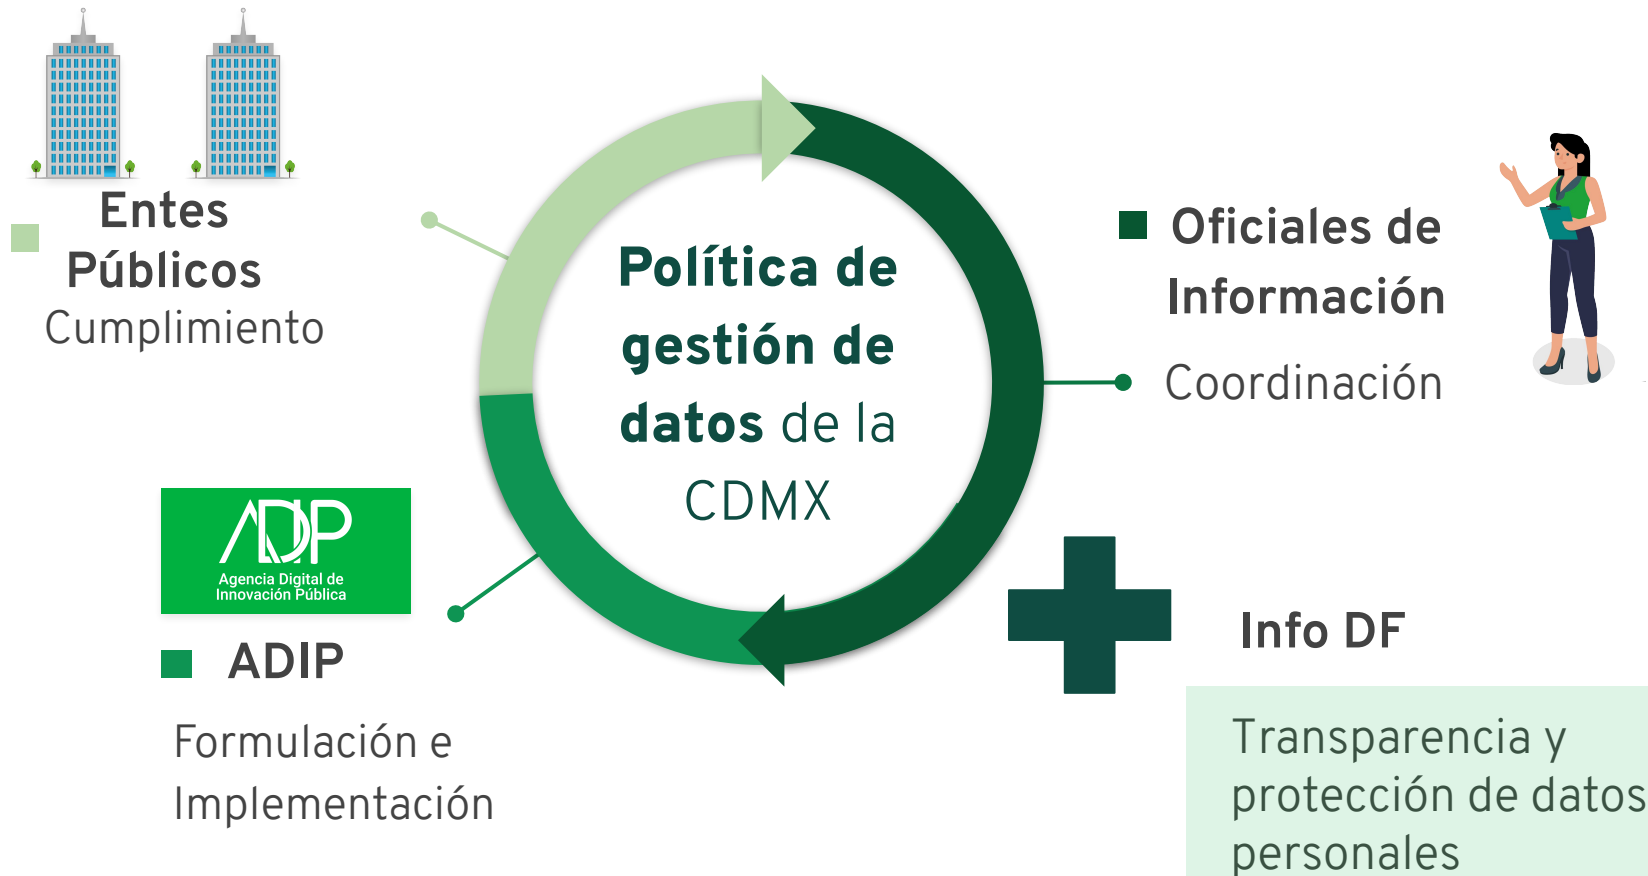 Entes
Públicos
Cumplimiento
Política de
gestión de
datos de la
CDMX
Oficiales de
Información
Coordinación
ADIP
Agencia Digital de
Innovación Pública
ADIP
Formulación e
Implementación
Info DF
Transparencia y
protección de datos
personales